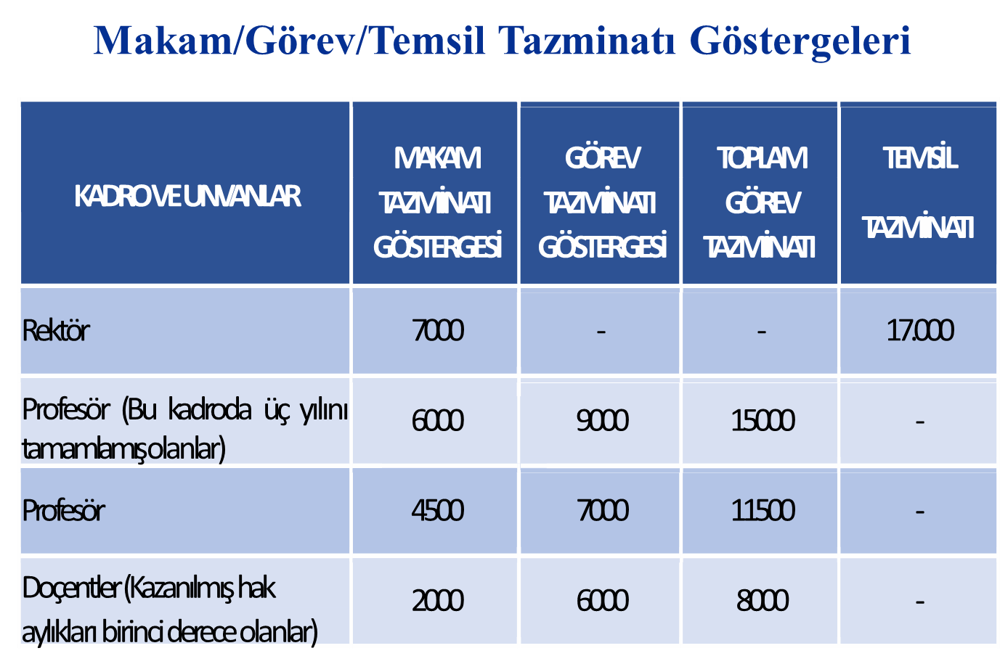 Makam/Görev/Temsil Tazminatı Göstergeleri
KADRO VE UNVANLAR
MAKAM
TAZMİNATI
GÖSTERGESİ
GÖREV
TAZMİNATI
GÖSTERGESİ
TOPLAM
GÖREV
TAZMİNATI
TEMSİL
TAZMİNATI
Rektör
7000
-
-
17.000
Profesör (Bu kadroda üç yılını
tamamlamış olanlar)
6000
9000
15000
-
Profesör
4500
7000
11500
-
Doçentler (Kazanılmış hak
aylıkları birinci derece olanlar)
2000
6000
8000
-